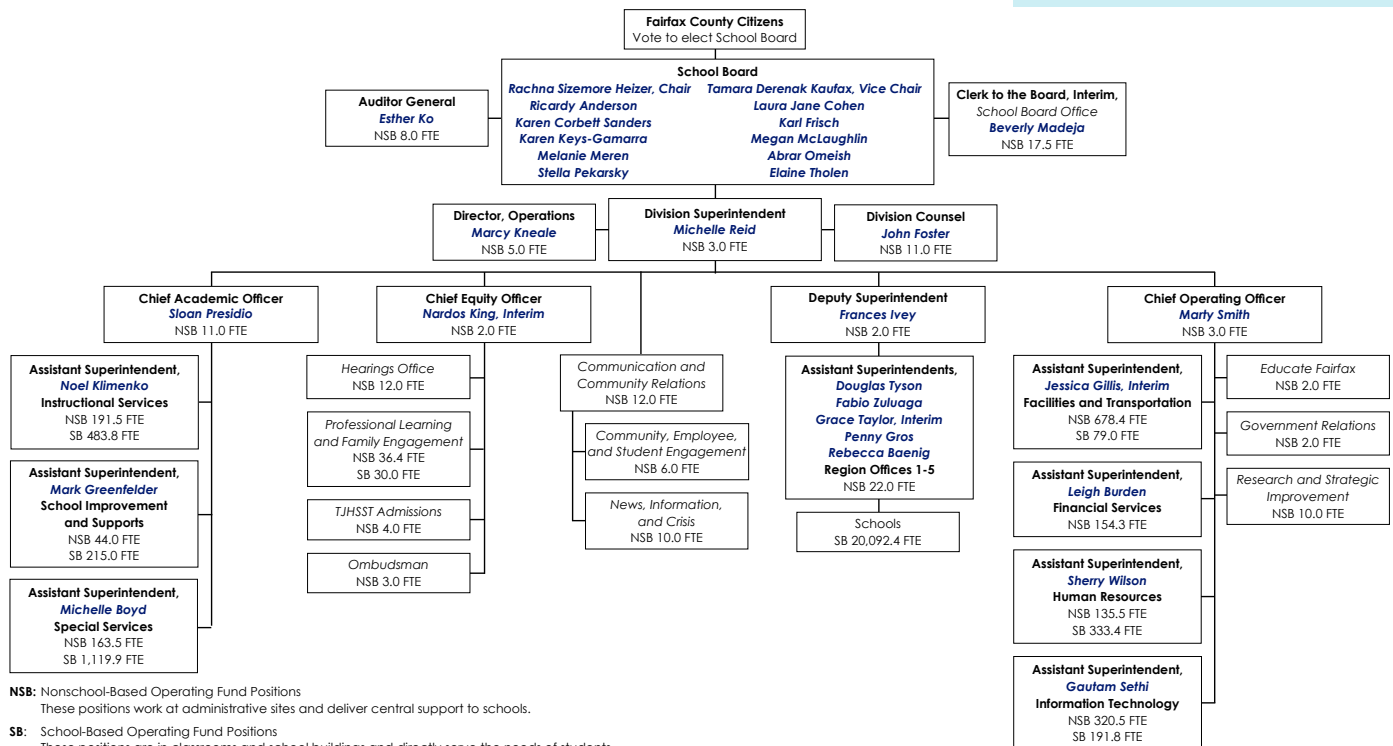 Fairfax County Citizens
Vote to elect School Board
School Board
Rachna Sizemore Heizer, Chair
Ricardy Anderson
Karen Corbett Sanders
Karen Keys-Gamarra
Melanie Meren
Stella Pekarsky
Tamara Derenak Kaufax, Vice Chair
Laura Jane Cohen
Karl Frisch
Megan McLaughlin
Abrar Omeish
Elaine Tholen
Auditor General
Esther Ko
NSB 8.0 FTE
Clerk to the Board, Interim,
School Board Office
Beverly Madeja
NSB 17.5 FTE
Director, Operations
Marcy Kneale
NSB 5.0 FTE
Division Superintendent
Michelle Reid
NSB 3.0 FTE
Division Counsel
John Foster
NSB 11.0 FTE
Chief Academic Officer
Sloan Presidio
NSB 11.0 FTE
Assistant Superintendent,
Noel Klimenko
Instructional Services
NSB 191.5 FTE
SB 483.8 FTE
Assistant Superintendent,
Mark Greenfelder
School Improvement
and Supports
NSB 44.0 FTE
SB 215.0 FTE
Assistant Superintendent,
Michelle Boyd
Special Services
NSB 163.5 FTE
SB 1,119.9 FTE
Chief Equity Officer
Nardos King, Interim
NSB 2.0 FTE
Hearings Office
NSB 12.0 FTE
Professional Learning
and Family Engagement
NSB 36.4 FTE
SB 30.0 FTE
TJHSST Admissions
NSB 4.0 FTE
Ombudsman
NSB 3.0 FTE
Communication and
Community Relations
NSB 12.0 FTE
Community, Employee,
and Student Engagement
NSB 6.0 FTE
News, Information,
and Crisis
NSB 10.0 FTE
Deputy Superintendent
Frances Ivey
NSB 2.0 FTE
Assistant Superintendents,
Douglas Tyson
Fabio Zuluaga
Grace Taylor, Interim
Penny Gros
Rebecca Baenig
Region Offices 1-5
NSB 22.0 FTE
Schools
SB 20,092.4 FTE
Chief Operating Officer
Marty Smith
NSB 3.0 FTE
Assistant Superintendent,
Jessica Gillis, Interim
Facilities and Transportation
NSB 678.4 FTE
SB 79.0 FTE
Assistant Superintendent,
Leigh Burden
Financial Services
NSB 154.3 FTE
Assistant Superintendent,
Sherry Wilson
Human Resources
NSB 135.5 FTE
SB 333.4 FTE
Assistant Superintendent,
Gautam Sethi
Information Technology
NSB 320.5 FTE
SB 191.8 FTE
Educate Fairfax
NSB 2.0 FTE
Government Relations
NSB 2.0 FTE
Research and Strategic
Improvement
NSB 10.0 FTE
NSB: Nonschool-Based Operating Fund Positions
These positions work at administrative sites and deliver central support to schools.
SB: School-Based Operating Fund Positions
These positions are in classrooms and school buildings and directly serve the needs of students.